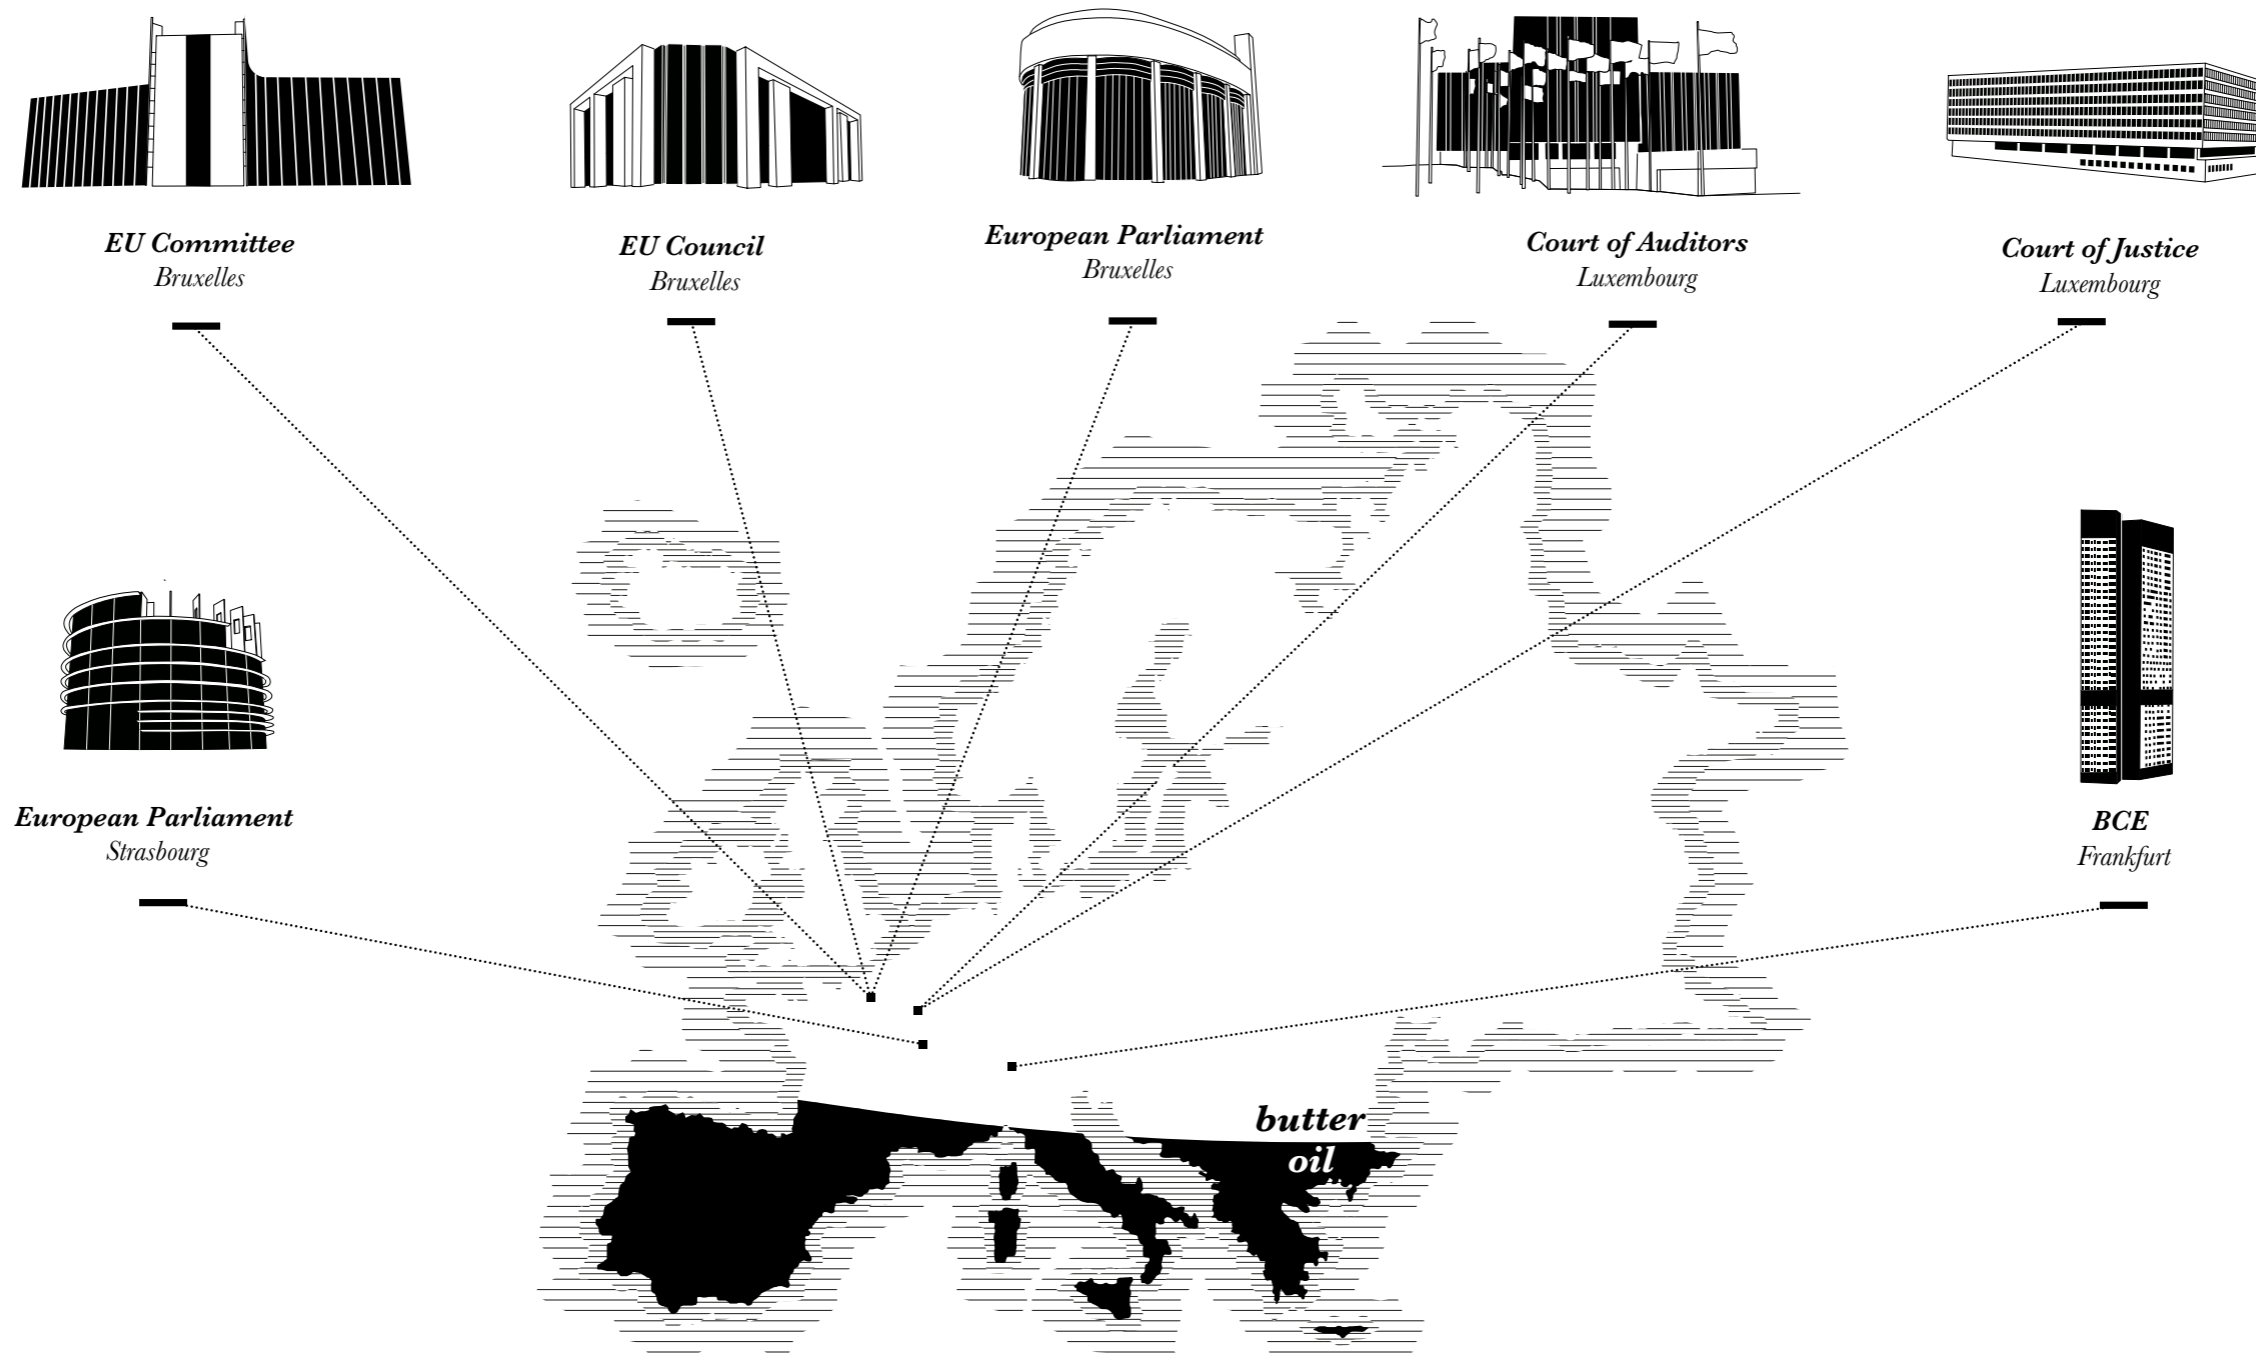 EU Committee
Bruxelles
EU Council
Bruxelles
European Parliament
Bruxelles
Court of Auditors
Luxembourg
Court of Justice
Luxembourg
European Parliament
Strasbourg
BCE
Frankfurt
butter
oil